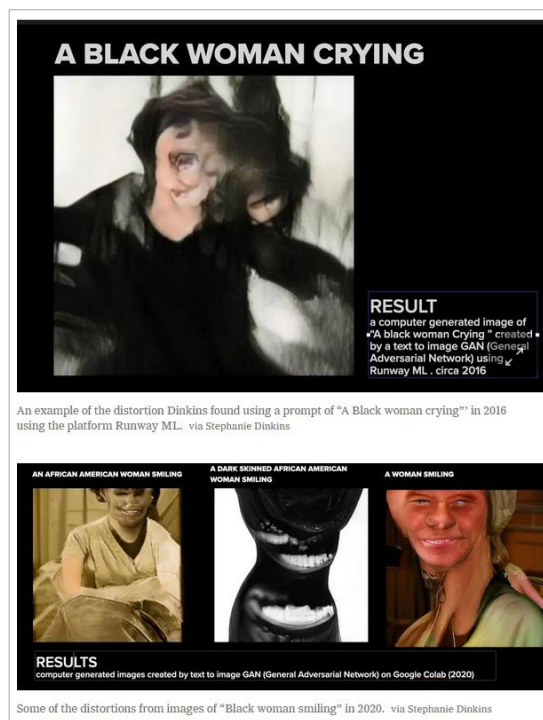 A BLACK WOMAN CRYING
RESULT
a computer generated image of
“A black woman Crying ” created
by a text to image GAN (General
Adversarial Network) using
Runway ML . circa 2016
An example of the distortion Dinkins found using a prompt of “A Black woman crying”’ in 2016
using the platform Runway ML. via Stephanie Dinkins
AN AFRICAN AMERICAN WOMAN SMILING
A DARK SKINNED AFRICAN AMERICAN
WOMAN SMILING
A WOMAN SMILING
RESULTS
computer generated images created by text to image GAN (General Adversarial Network) on Google Colab (2020)
Some of the distortions from images of “Black woman smiling” in 2020. via Stephanie Dinkins